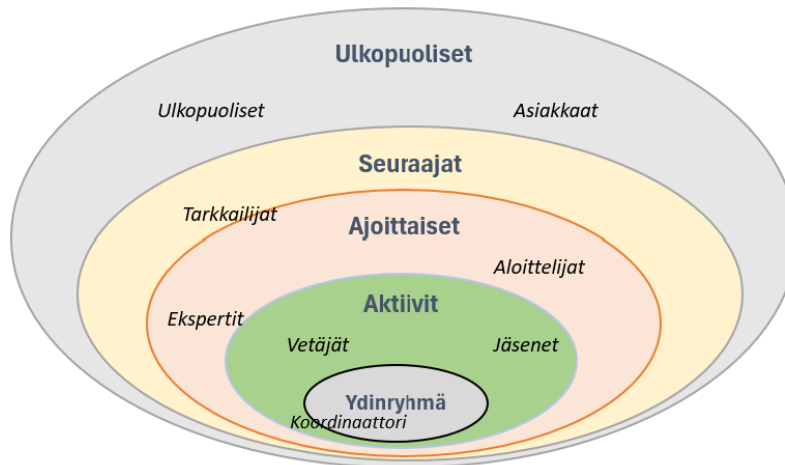 Ulkopuoliset
Ulkopuoliset
Asiakkaat
Seuraajat
Tarkkailijat
Ajoittaiset
Aloittelijat
Aktiivit
Ekspertit
Vetäjät
Jäsenet
Ydinryhmä
Koordinaattori